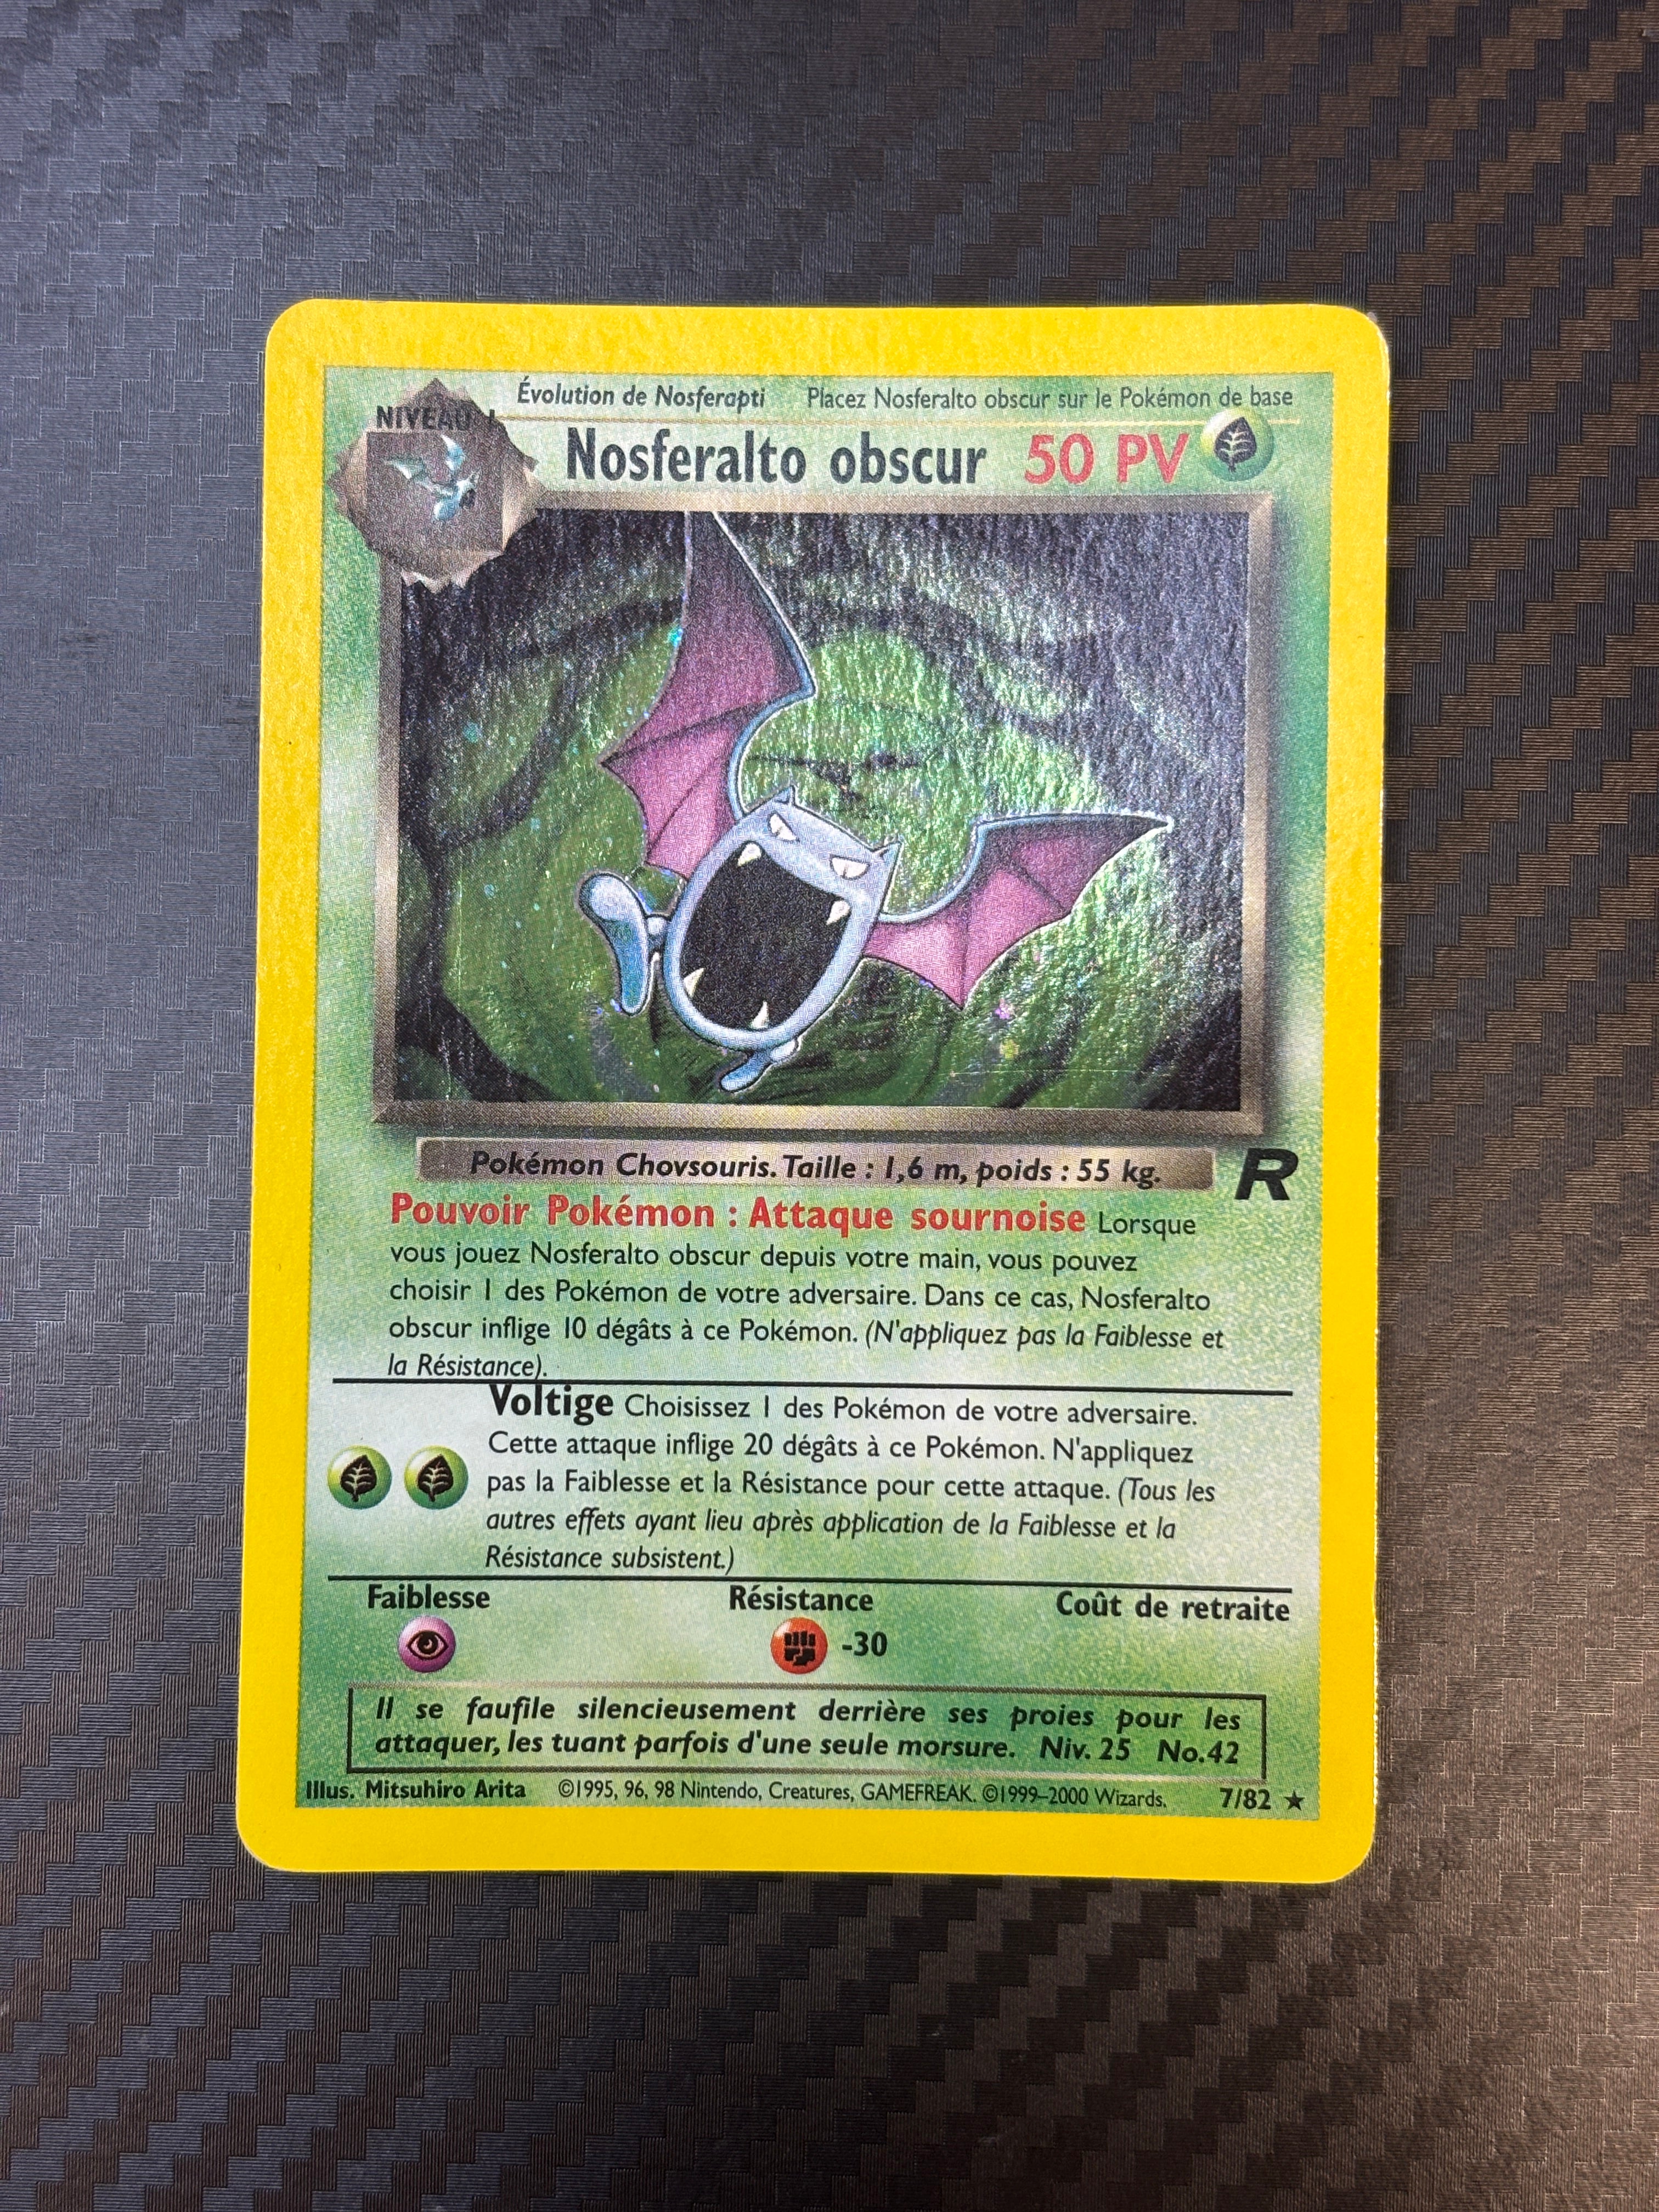 Évolution de Nosferapti Placez Nosferalto obscur sur le Pokémon de base
NIVEAU 1
Nosferalto obscur 50 PV
Pokémon Chovsouris. Taille : 1,6 m, poids : 55 kg.
R
Pouvoir Pokémon : Attaque sournoise Lorsque
vous jouez Nosferalto obscur depuis votre main, vous pouvez
choisir 1 des Pokémon de votre adversaire. Dans ce cas, Nosferalto
obscur inflige 10 dégâts à ce Pokémon. (N'appliquez pas la Faiblesse et
la Résistance).
Voltige Choisissez 1 des Pokémon de votre adversaire.
Cette attaque inflige 20 dégâts à ce Pokémon. N'appliquez
pas la Faiblesse et la Résistance pour cette attaque. (Tous les
autres effets ayant lieu après application de la Faiblesse et la
Résistance subsistent.)
Faiblesse Résistance Coût de retraite
-30
Il se faufile silencieusement derrière ses proies pour les
attaquer, les tuant parfois d'une seule morsure. Niv. 25 No.42
Illus. Mitsuhiro Arita ©1995, 96, 98 Nintendo, Creatures, GAMEFREAK. ©1999–2000 Wizards. 7/82 ★